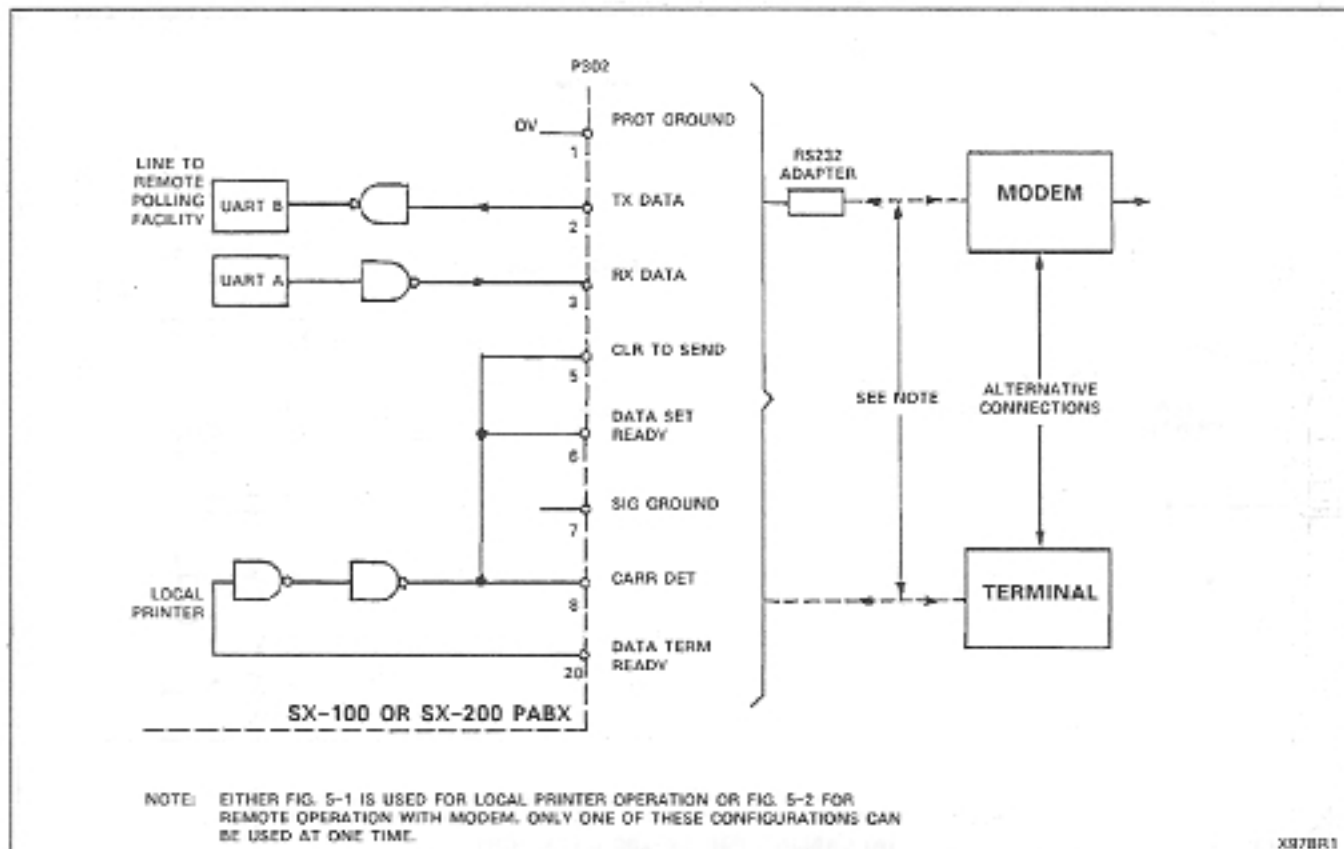 P302
0V
1
PROT GROUND
LINE TO
REMOTE
POLLING
FACILITY
UART B
2
TX DATA
UART A
3
RX DATA
5
CLR TO SEND
6
DATA SET
READY
7
SIG GROUND
LOCAL
PRINTER
8
CARR DET
20
DATA TERM
READY
SX-100 OR SX-200 PABX
RS232
ADAPTER
MODEM
SEE NOTE
ALTERNATIVE
CONNECTIONS
TERMINAL
NOTE: EITHER FIG. 5-1 IS USED FOR LOCAL PRINTER OPERATION OR FIG. 5-2 FOR
REMOTE OPERATION WITH MODEM. ONLY ONE OF THESE CONFIGURATIONS CAN
BE USED AT ONE TIME.
X978R1